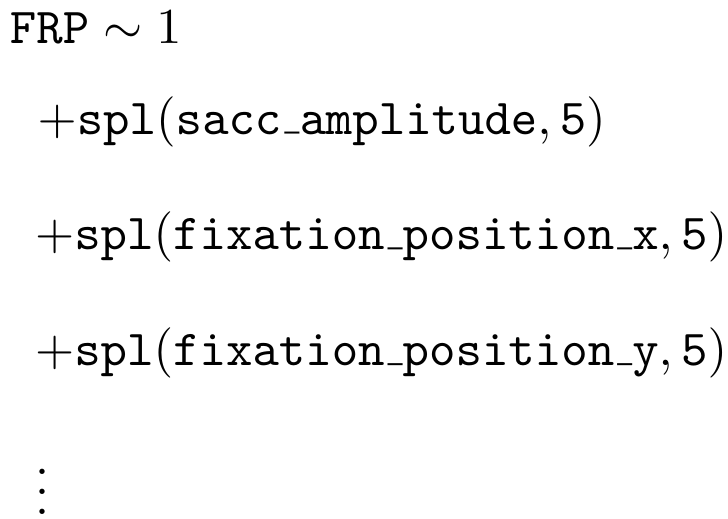 FRP ∼ 1
+spl(sacc_amplitude, 5)
+spl(fixation_position_x, 5)
+spl(fixation_position_y, 5)
⋮